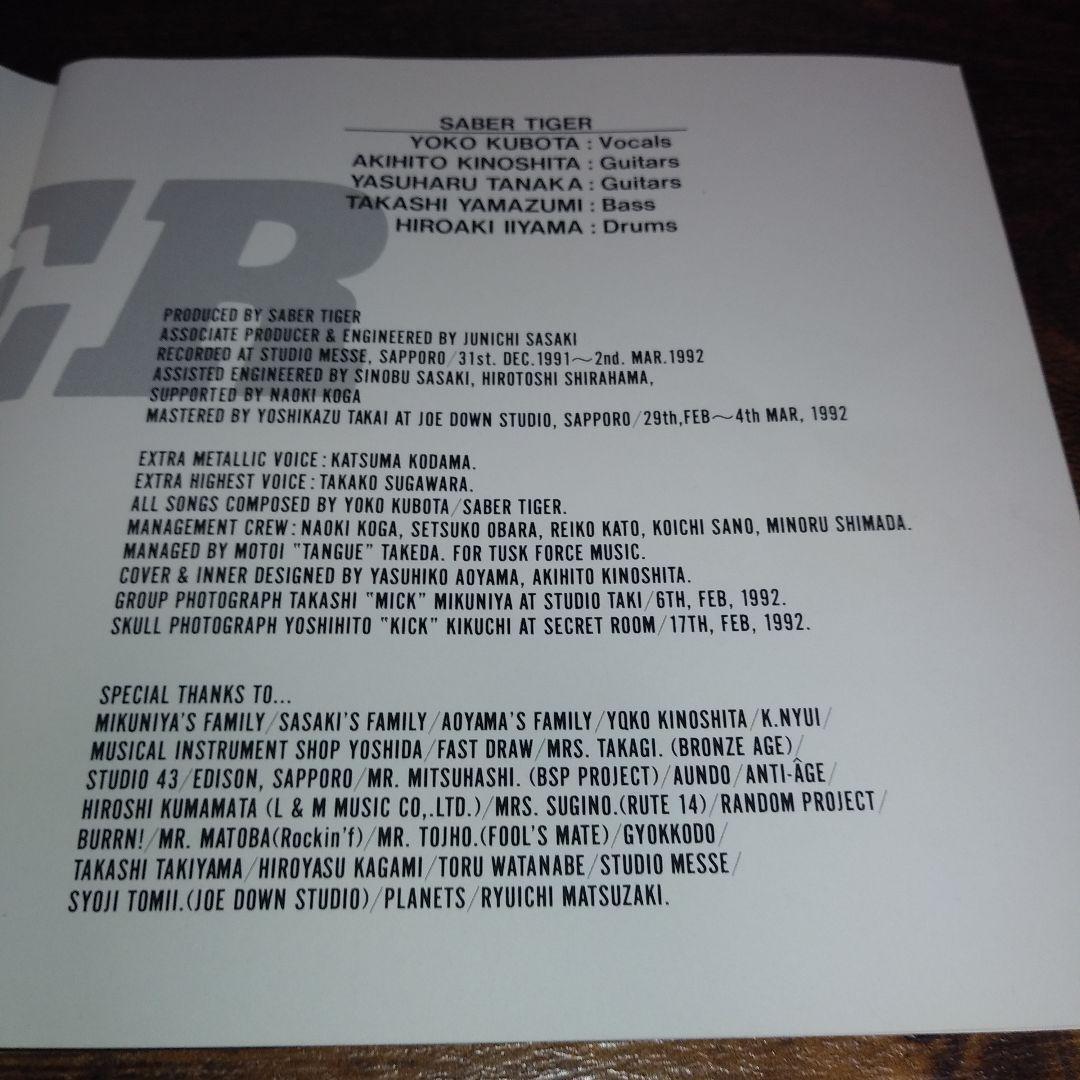 SABER TIGER
YOKO KUBOTA : Vocals
AKIHITO KINOSHITA : Guitars
YASUHARU TANAKA : Guitars
TAKASHI YAMAZUMI : Bass
HIROAKI IIYAMA : Drums
PRODUCED BY SABER TIGER
ASSOCIATE PRODUCER & ENGINEERED BY JUNICHI SASAKI
RECORDED AT STUDIO MESSE, SAPPORO/31st. DEC.1991～2nd. MAR.1992
ASSISTED ENGINEERED BY SINOBU SASAKI, HIROTOSHI SHIRAHAMA,
SUPPORTED BY NAOKI KOGA
MASTERED BY YOSHIKAZU TAKAI AT JOE DOWN STUDIO, SAPPORO/29th,FEB～4th MAR, 1992
EXTRA METALLIC VOICE : KATSUMA KODAMA.
EXTRA HIGHEST VOICE : TAKAKO SUGAWARA.
ALL SONGS COMPOSED BY YOKO KUBOTA/SABER TIGER.
MANAGEMENT CREW : NAOKI KOGA, SETSUKO OBARA, REIKO KATO, KOICHI SANO, MINORU SHIMADA.
MANAGED BY MOTOI "TANGUE" TAKEDA. FOR TUSK FORCE MUSIC.
COVER & INNER DESIGNED BY YASUHIKO AOYAMA, AKIHITO KINOSHITA.
GROUP PHOTOGRAPH TAKASHI "MICK" MIKUNIYA AT STUDIO TAKI/6TH, FEB, 1992.
SKULL PHOTOGRAPH YOSHIHITO "KICK" KIKUCHI AT SECRET ROOM/17TH, FEB, 1992.
SPECIAL THANKS TO...
MIKUNIYA'S FAMILY/SASAKI'S FAMILY/AOYAMA'S FAMILY/YOKO KINOSHITA/K.NYUI/
MUSICAL INSTRUMENT SHOP YOSHIDA/FAST DRAW/MRS. TAKAGI. (BRONZE AGE)/
STUDIO 43/EDISON, SAPPORO/MR. MITSUHASHI. (BSP PROJECT)/AUNDO/ANTI-ÂGE/
HIROSHI KUMAMATA (L & M MUSIC CO,.LTD.)/MRS. SUGINO.(RUTE 14)/RANDOM PROJECT/
BURRN!/MR. MATOBA(Rockin'f)/MR. TOJHO.(FOOL'S MATE)/GYOKKODO/
TAKASHI TAKIYAMA/HIROYASU KAGAMI/TORU WATANABE/STUDIO MESSE/
SYOJI TOMII.(JOE DOWN STUDIO)/PLANETS/RYUICHI MATSUZAKI.